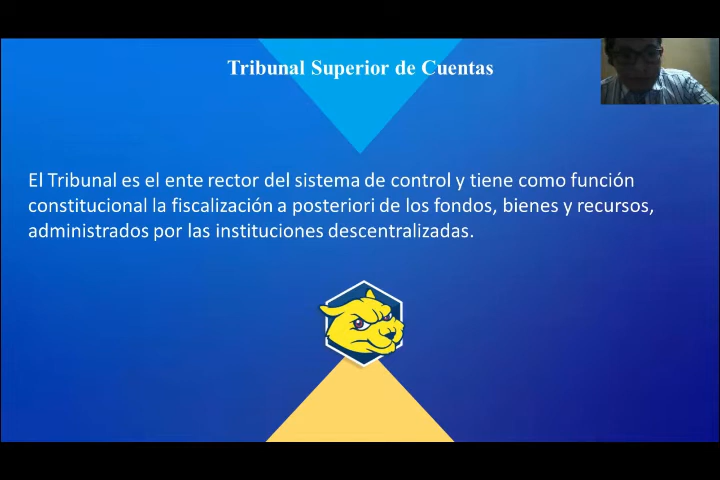 Tribunal Superior de Cuentas
El Tribunal es el ente rector del sistema de control y tiene como función
constitucional la fiscalización a posteriori de los fondos, bienes y recursos,
administrados por las instituciones descentralizadas.